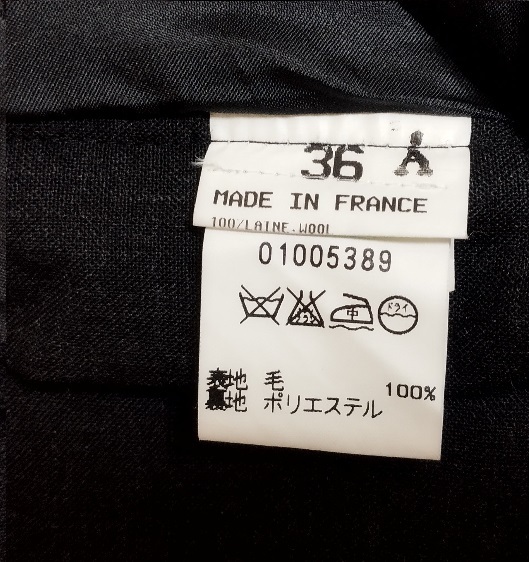 36
MADE IN FRANCE
100/LAINE.WOOL
01005389
中 ドライ
表地 毛 100%
裏地 ポリエステル